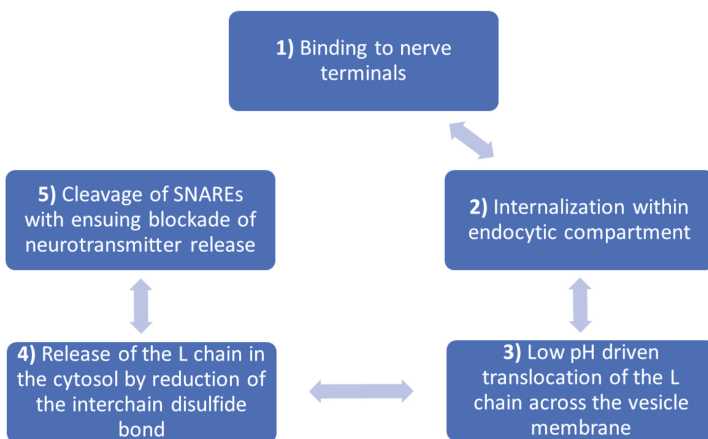 1) Binding to nerve
terminals
2) Internalization within
endocytic compartment
3) Low pH driven
translocation of the L
chain across the vesicle
membrane
4) Release of the L chain in
the cytosol by reduction of
the interchain disulfide
bond
5) Cleavage of SNAREs
with ensuing blockade of
neurotransmitter release